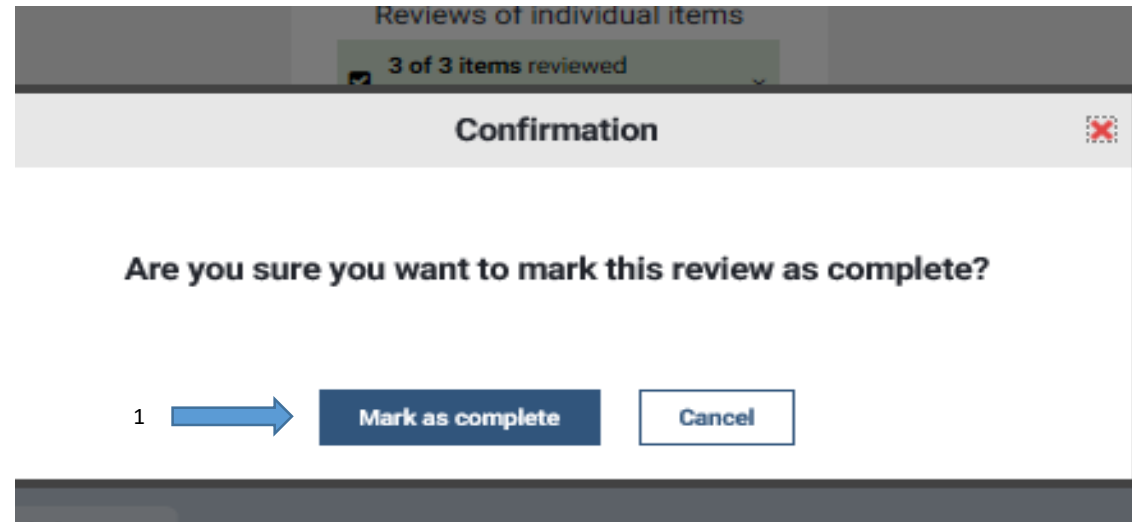 Reviews of individual items
3 of 3 items reviewed
Confirmation
Are you sure you want to mark this review as complete?
1
Mark as complete
Cancel